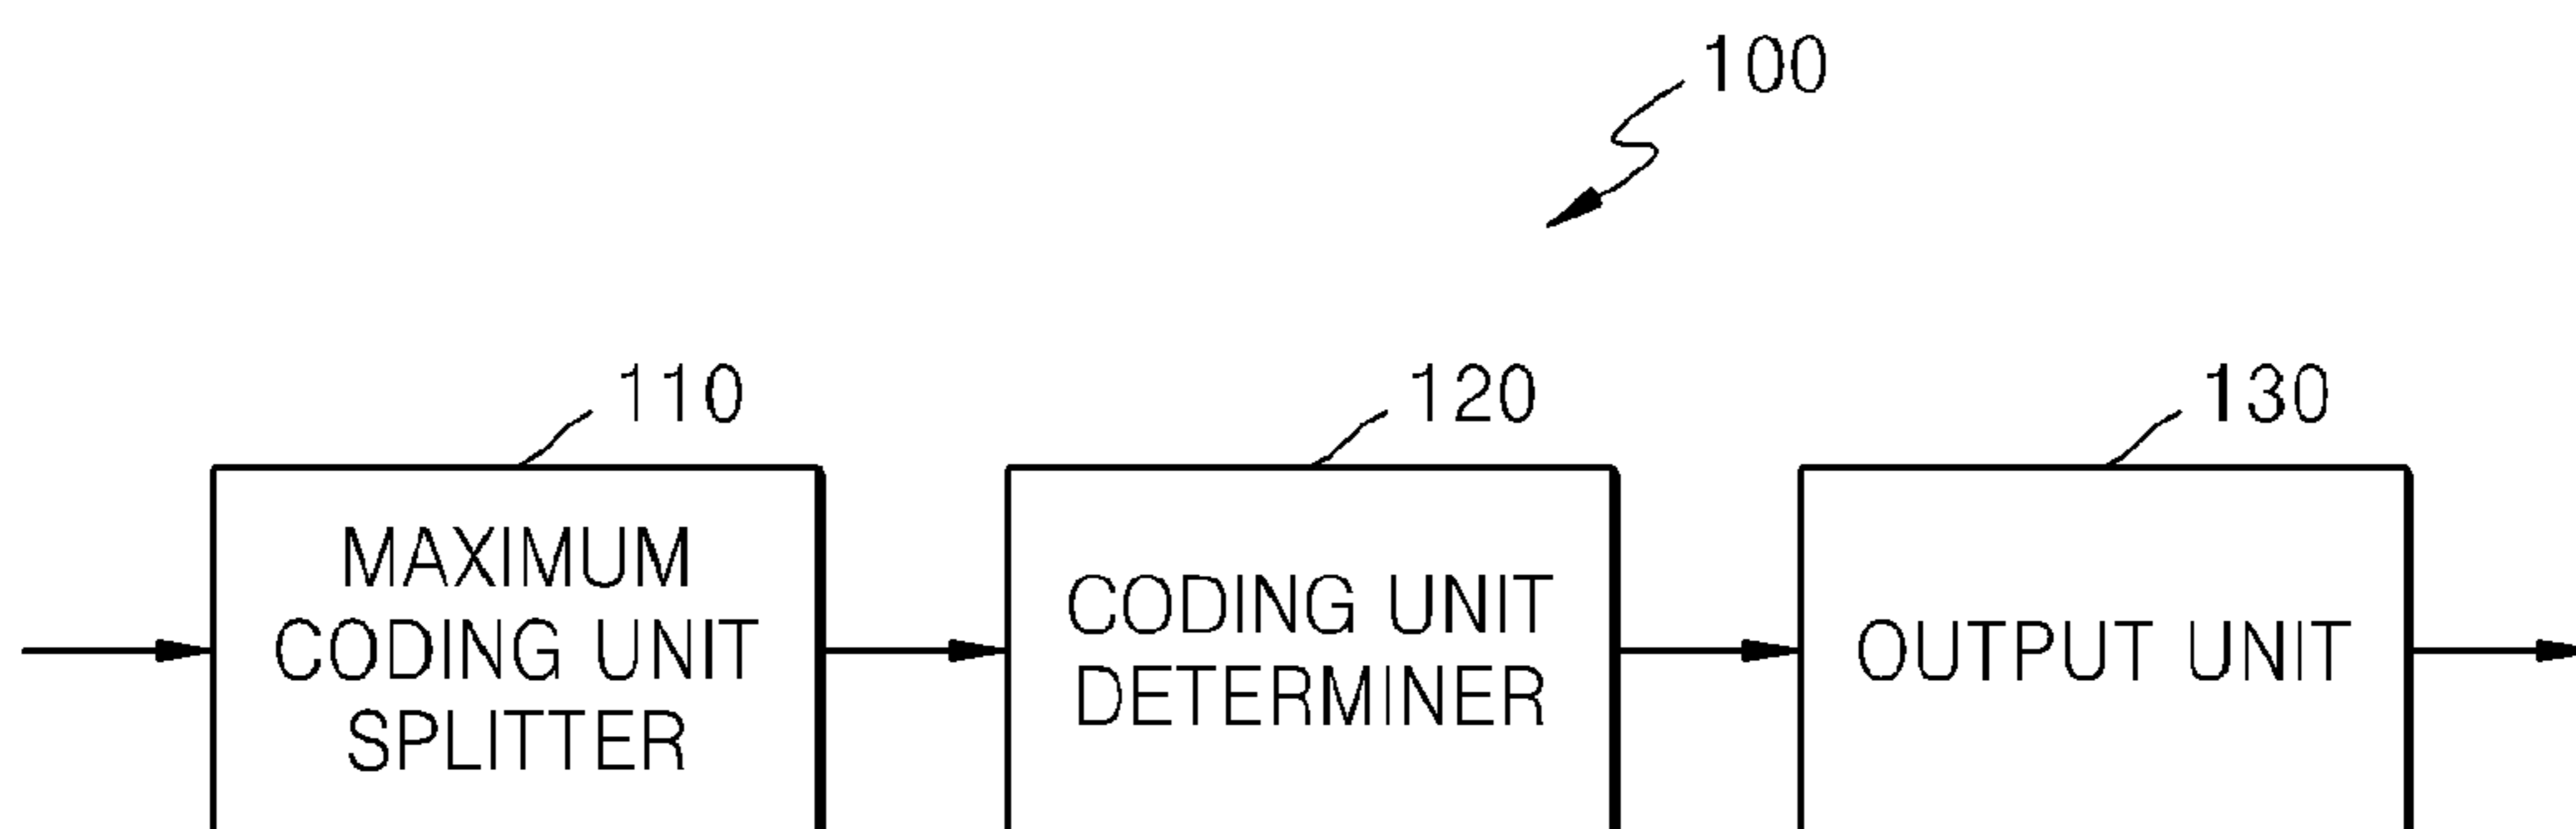 100
110
120
130
MAXIMUM
CODING UNIT
SPLITTER
CODING UNIT
DETERMINER
OUTPUT UNIT